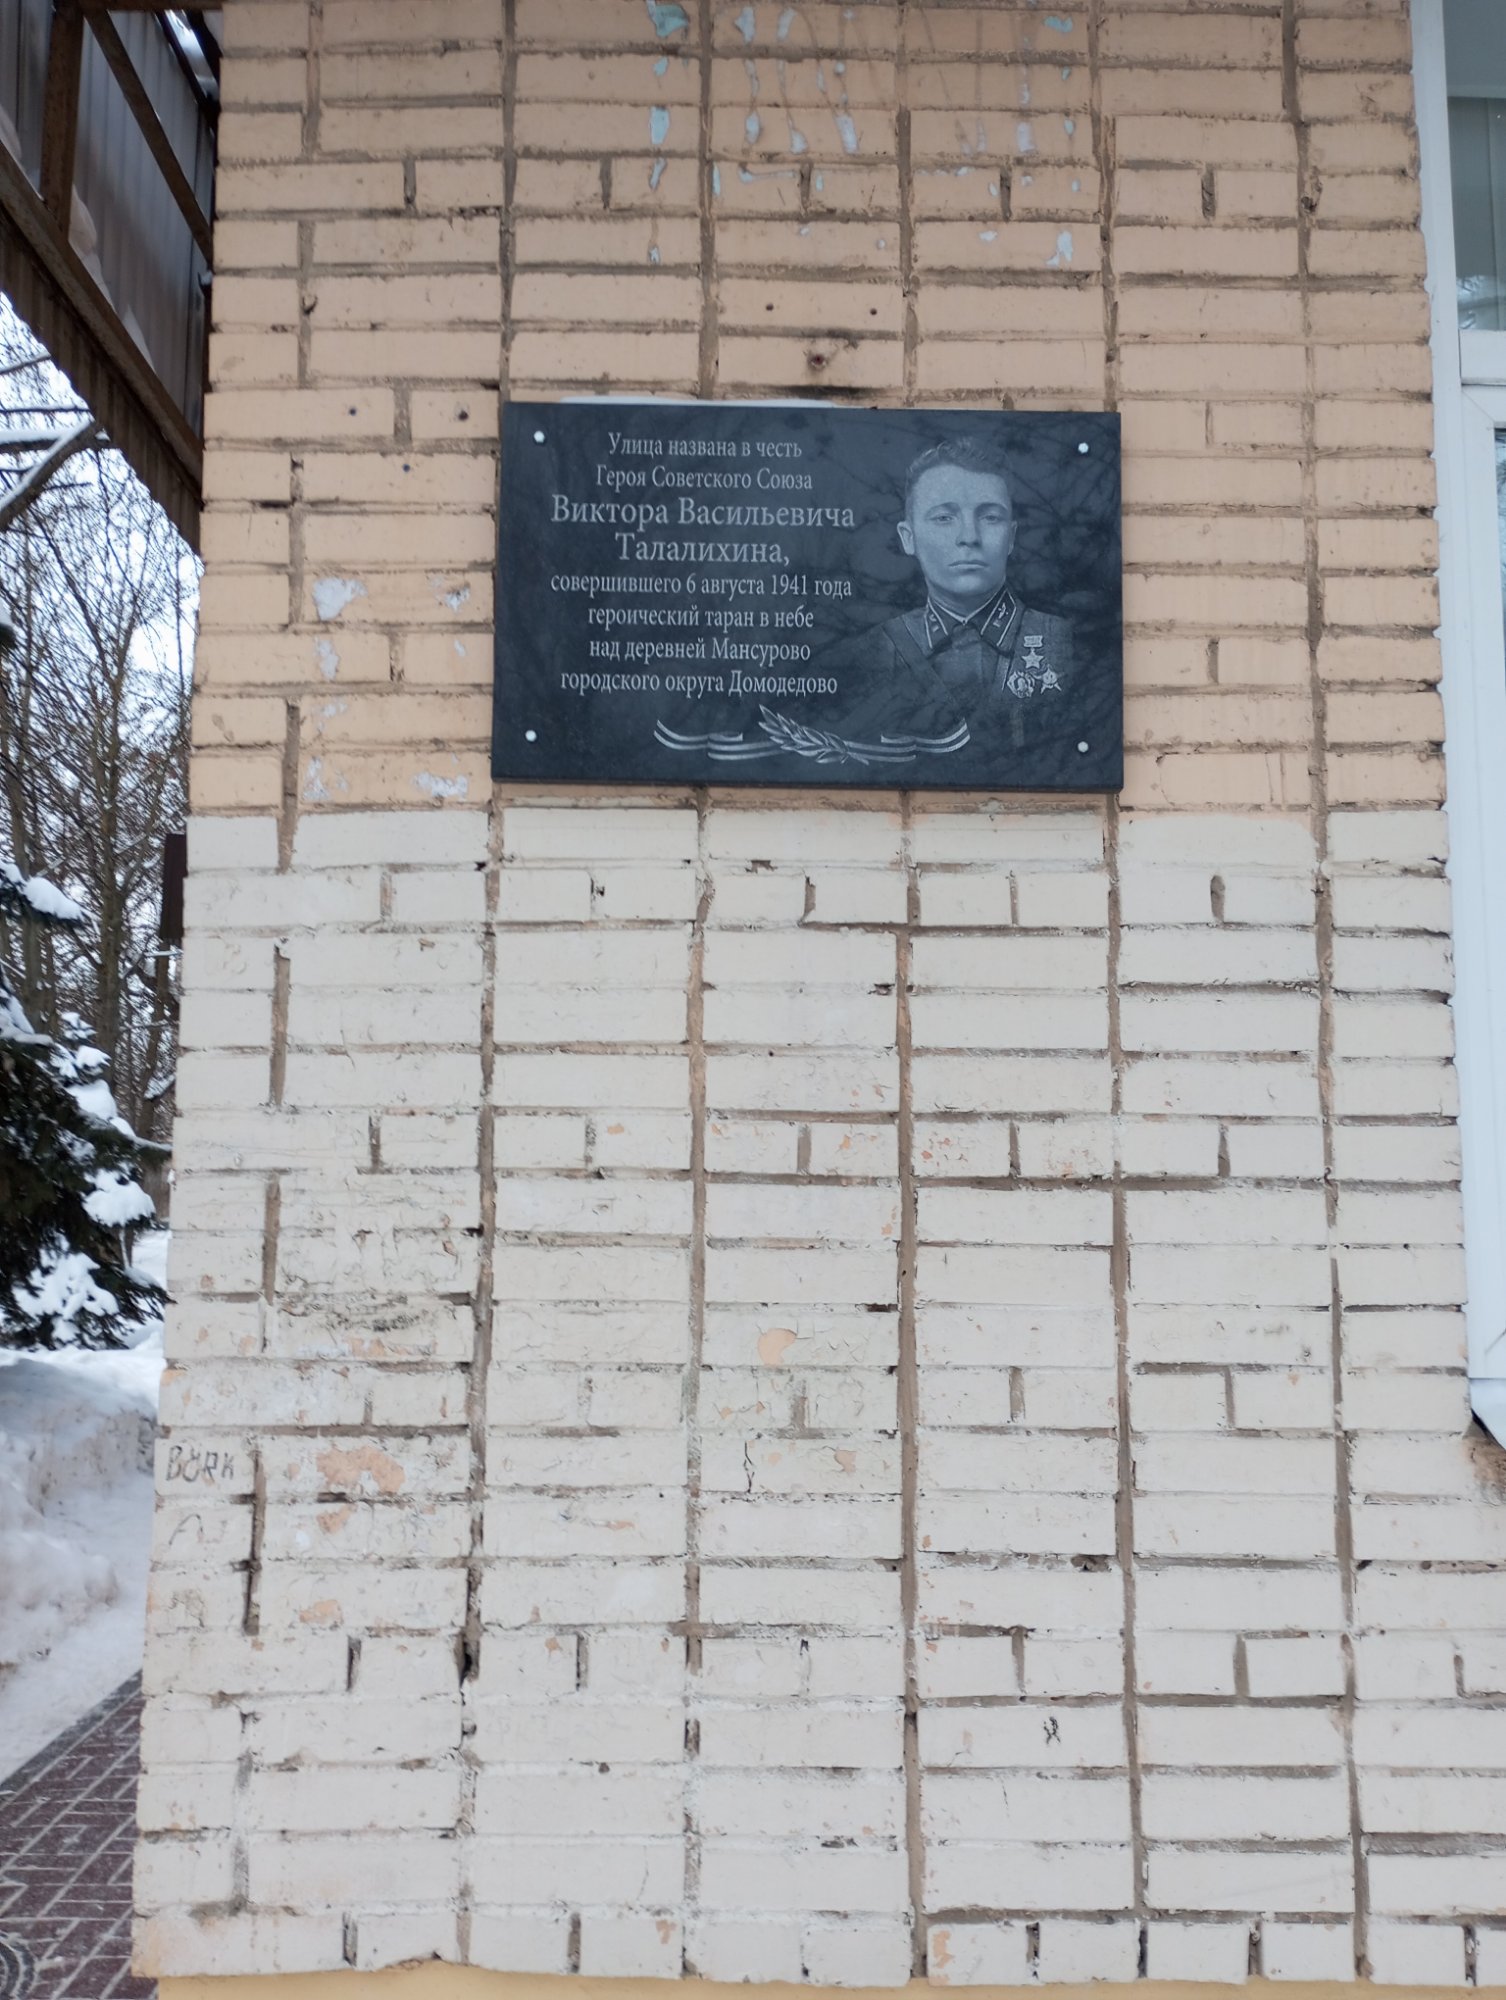 Улица названа в честь
Героя Советского Союза
Виктора Васильевича
Талалихина,
совершившего 6 августа 1941 года
героический таран в небе
над деревней Мансурово
городского округа Домодедово